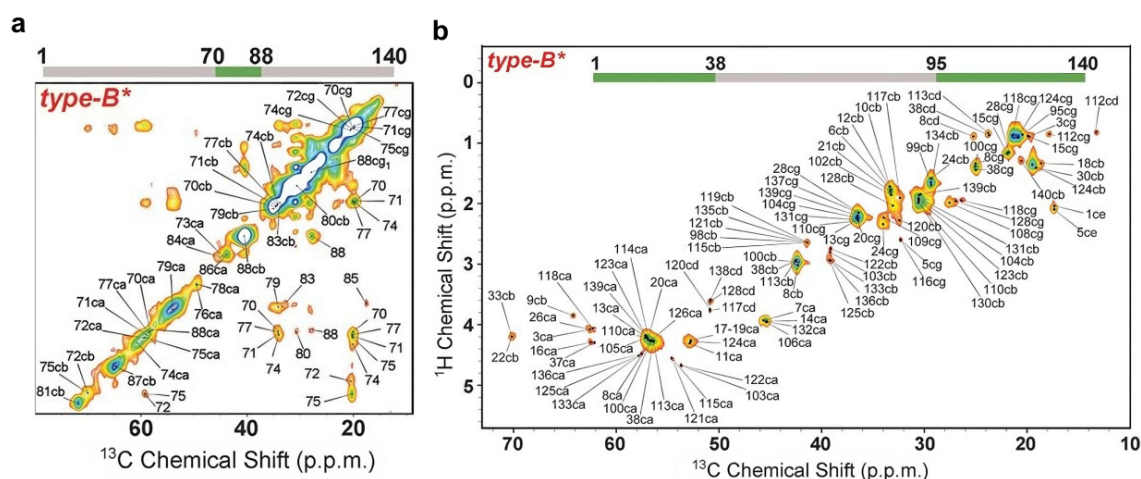 a
1 70 88 140
type-B*
70cg
72cg
74cg
77cg
71cg
75cg
74cb
77cb
71cb
88cg1
70cb
70
71
79cb
74
73ca
80cb
77
83cb
84ca
88
86ca
88cb
79ca
78ca
79
83
85
70ca
77ca
70
70
71ca
76ca
77
88
77
72ca
88ca
71
80
71
75ca
74
75
72cb
74ca
72
74
75cb
87cb
75
81cb
75
72
60 40 20
13C Chemical Shift (p.p.m.)
b
type-B*
1 38 95 140
0
1
2
3
4
5
1H Chemical Shift (p.p.m.)
117cb
10cb
12cb
6cb
21cb
102cb
128cb
113cd
38cd
8cd
15cg
28cg
100cg
118cg
124cg
95cg
3cg
112cg
15cg
112cd
134cb
99cb
24cb
8cg
38cg
18cb
30cb
124cb
28cg
137cg
139cg
104cg
131cg
110cg
139cb
140cb
1ce
5ce
119cb
135cb
121cb
98cb
115cb
118cg
128cg
108cg
120cb
109cg
131cb
104cb
123cb
110cb
130cb
13cg
20cg
24cg
5cg
116cg
122cb
103cb
133cb
136cb
125cb
100cb
38cb
113cb
8cb
114ca
123ca
139ca
13ca
110ca
105ca
20ca
120cd
138cd
128cd
117cd
126ca
118ca
33cb
9cb
26ca
3ca
22cb
16ca
37ca
7ca
14ca
132ca
106ca
17-19ca
124ca
11ca
136ca
125ca
133ca
8ca
100ca
38ca
113ca
115ca
121ca
122ca
103ca
70 60 50 40 30 20 10
13C Chemical Shift (p.p.m.)